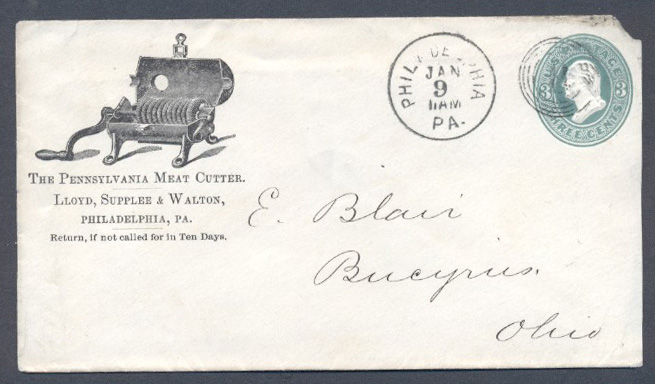 THE PENNSYLVANIA MEAT CUTTER.
LLOYD, SUPPLEE & WALTON,
PHILADELPHIA, PA.
Return, if not called for in Ten Days.
PHILADELPHIA
JAN
9
11AM
PA.
U.S. POSTAGE
3 3
THREE CENTS
E. Blair
Bucyrus.
Ohio